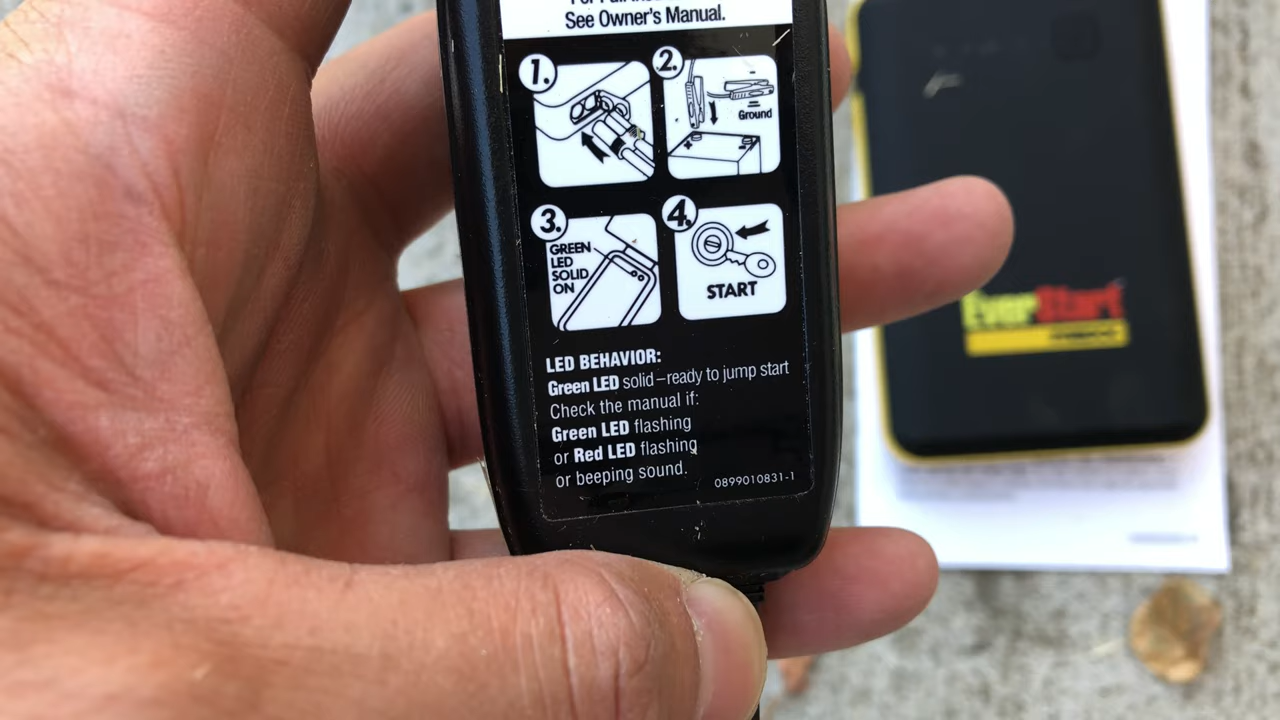 See Owner's Manual.
1.
2.
Ground
3.
GREEN
LED
SOLID
ON
4.
START
LED BEHAVIOR:
Green LED solid–ready to jump start
Check the manual if:
Green LED flashing
or Red LED flashing
or beeping sound.
0899010831-1
EverStart